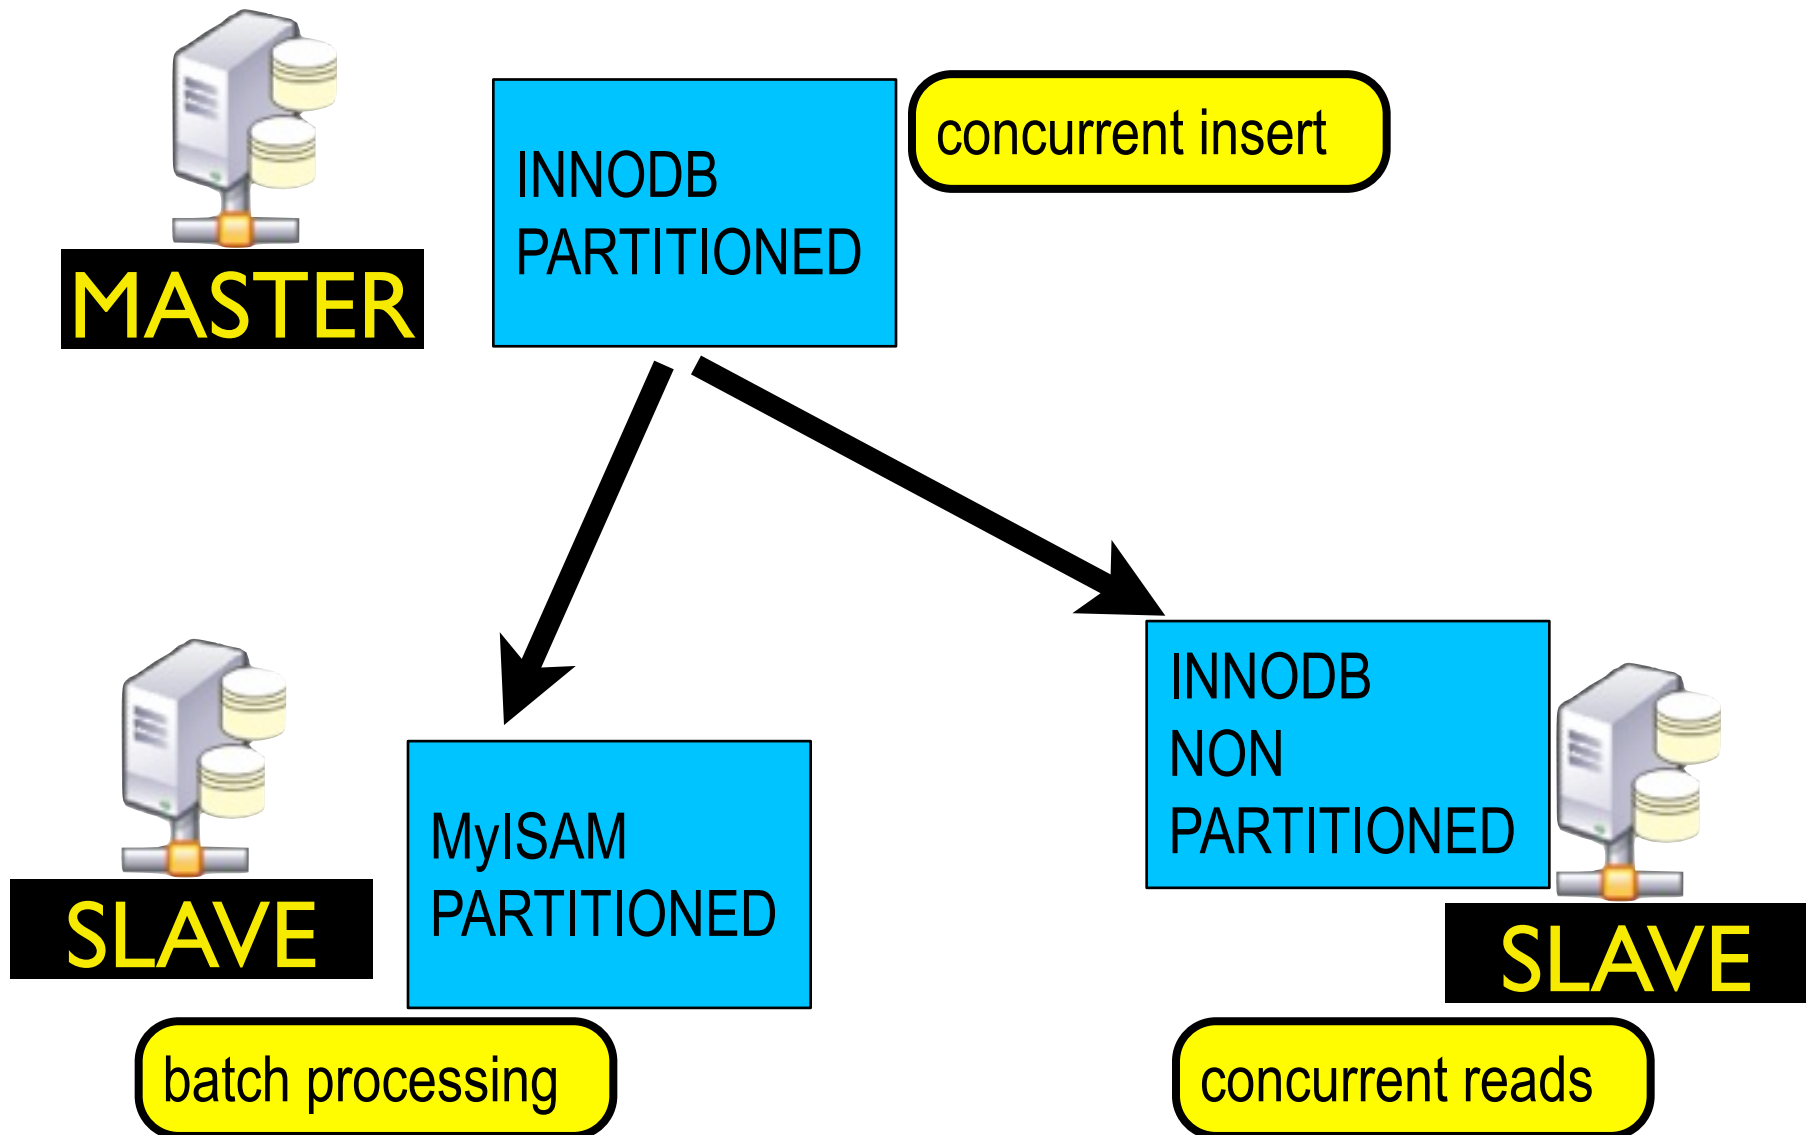 INNODB
PARTITIONED
concurrent insert
MASTER
MyISAM
PARTITIONED
SLAVE
batch processing
INNODB
NON
PARTITIONED
SLAVE
concurrent reads